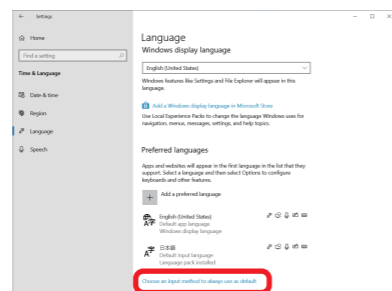 Settings
Home
Find a setting
Time & Language
Date & time
Region
Language
Speech
Language
Windows display language
English (United States)
Windows features like Settings and File Explorer will appear in this
language.
Add a Windows display language in Microsoft Store
Use Local Experience Packs to change the language Windows uses for
navigation, menus, messages, settings, and help topics.
Preferred languages
Apps and websites will appear in the first language in the list that they
support. Select a language and then select Options to configure
keyboards and other features.
Add a preferred language
English (United States)
Default app language
Windows display language
日本語
Default input language
Language pack installed
Choose an input method to always use as default